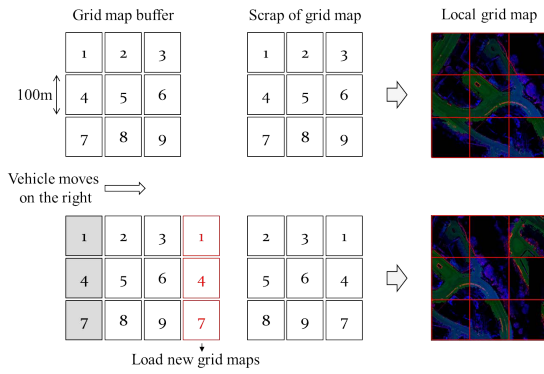 Grid map buffer
Scrap of grid map
Local grid map
1 2 3
4 5 6
7 8 9
100m
1 2 3
4 5 6
7 8 9
Vehicle moves
on the right
1 2 3 1
4 5 6 4
7 8 9 7
Load new grid maps
2 3 1
5 6 4
8 9 7